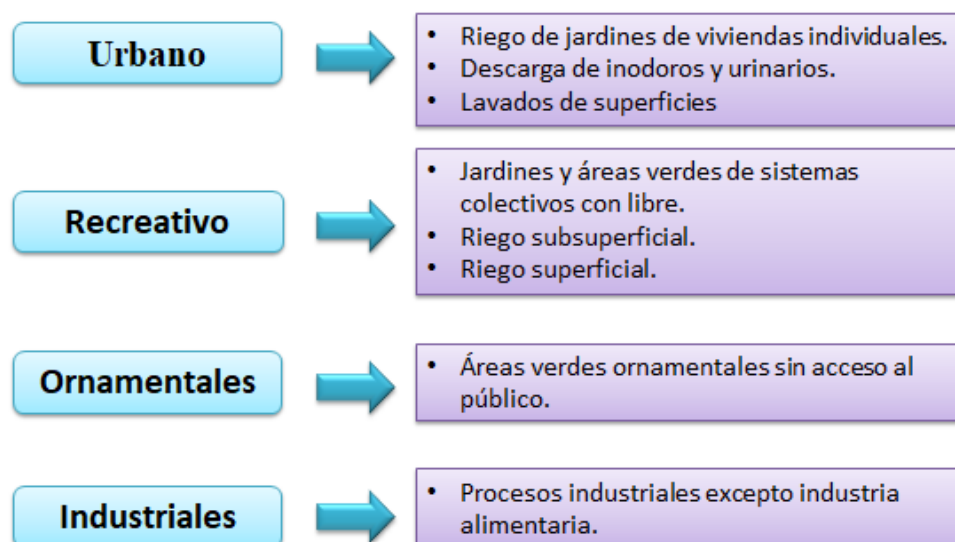 Urbano
• Riego de jardines de viviendas individuales.
• Descarga de inodoros y urinarios.
• Lavados de superficies
Recreativo
• Jardines y áreas verdes de sistemas
colectivos con libre.
• Riego subsuperficial.
• Riego superficial.
Ornamentales
• Áreas verdes ornamentales sin acceso al
público.
Industriales
• Procesos industriales excepto industria
alimentaria.